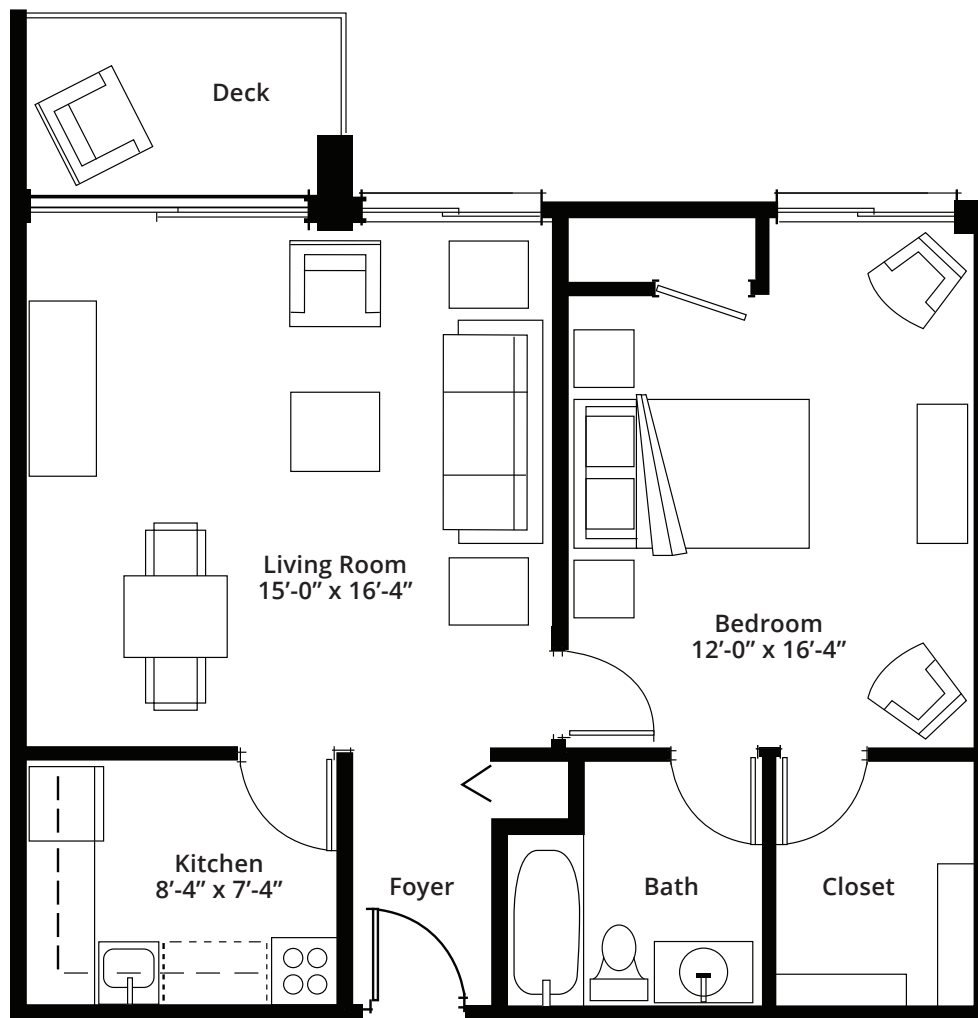 Deck
Living Room
15’-0” x 16’-4”
Bedroom
12’-0” x 16’-4”
Kitchen
8’-4” x 7’-4”
Foyer
Bath
Closet